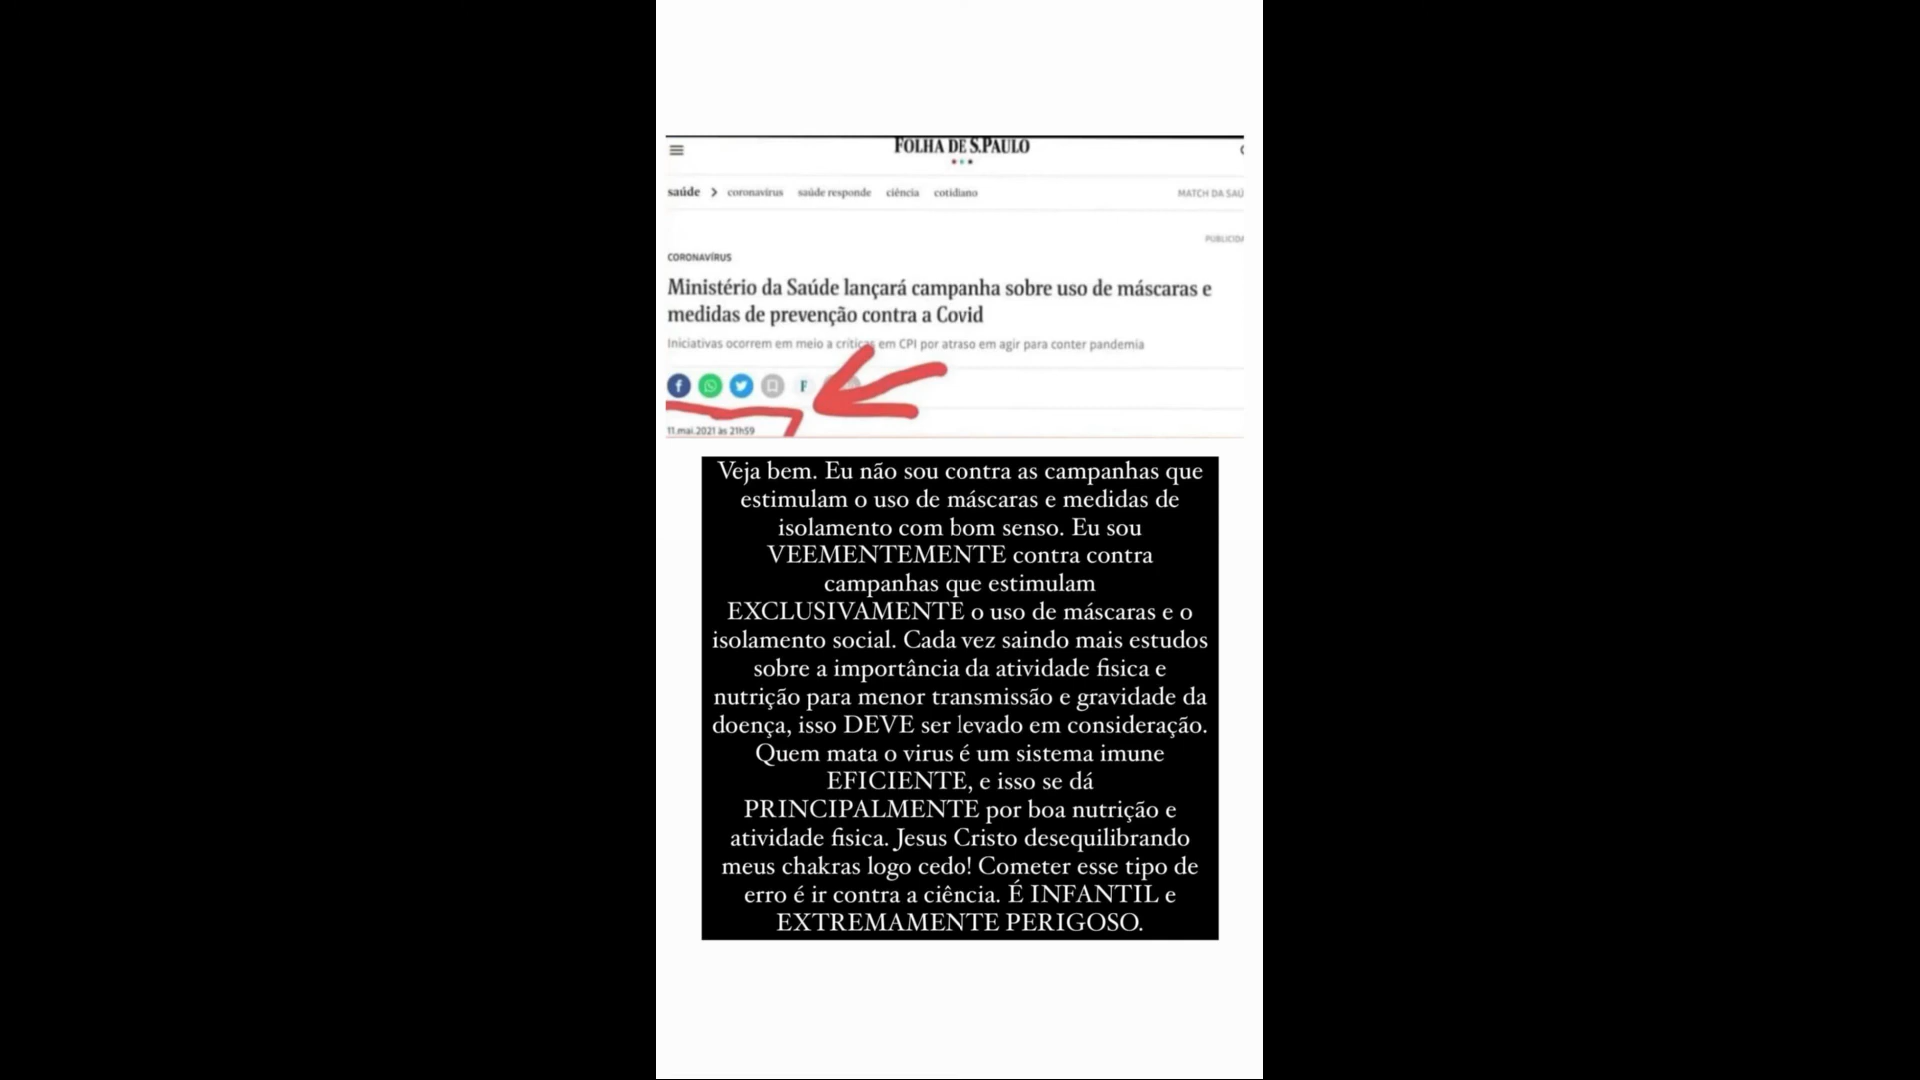 FOLHA DE S.PAULO
saúde > coronavírus saúde responde ciência cotidiano MATCH DA SAÚ
PUBLICIDA
CORONAVÍRUS
Ministério da Saúde lançará campanha sobre uso de máscaras e
medidas de prevenção contra a Covid
Iniciativas ocorrem em meio a críticas em CPI por atraso em agir para conter pandemia
F
11.mai.2021 às 21h59
Veja bem. Eu não sou contra as campanhas que
estimulam o uso de máscaras e medidas de
isolamento com bom senso. Eu sou
VEEMENTEMENTE contra contra
campanhas que estimulam
EXCLUSIVAMENTE o uso de máscaras e o
isolamento social. Cada vez saindo mais estudos
sobre a importância da atividade fisica e
nutrição para menor transmissão e gravidade da
doença, isso DEVE ser levado em consideração.
Quem mata o virus é um sistema imune
EFICIENTE, e isso se dá
PRINCIPALMENTE por boa nutrição e
atividade fisica. Jesus Cristo desequilibrando
meus chakras logo cedo! Cometer esse tipo de
erro é ir contra a ciência. É INFANTIL e
EXTREMAMENTE PERIGOSO.